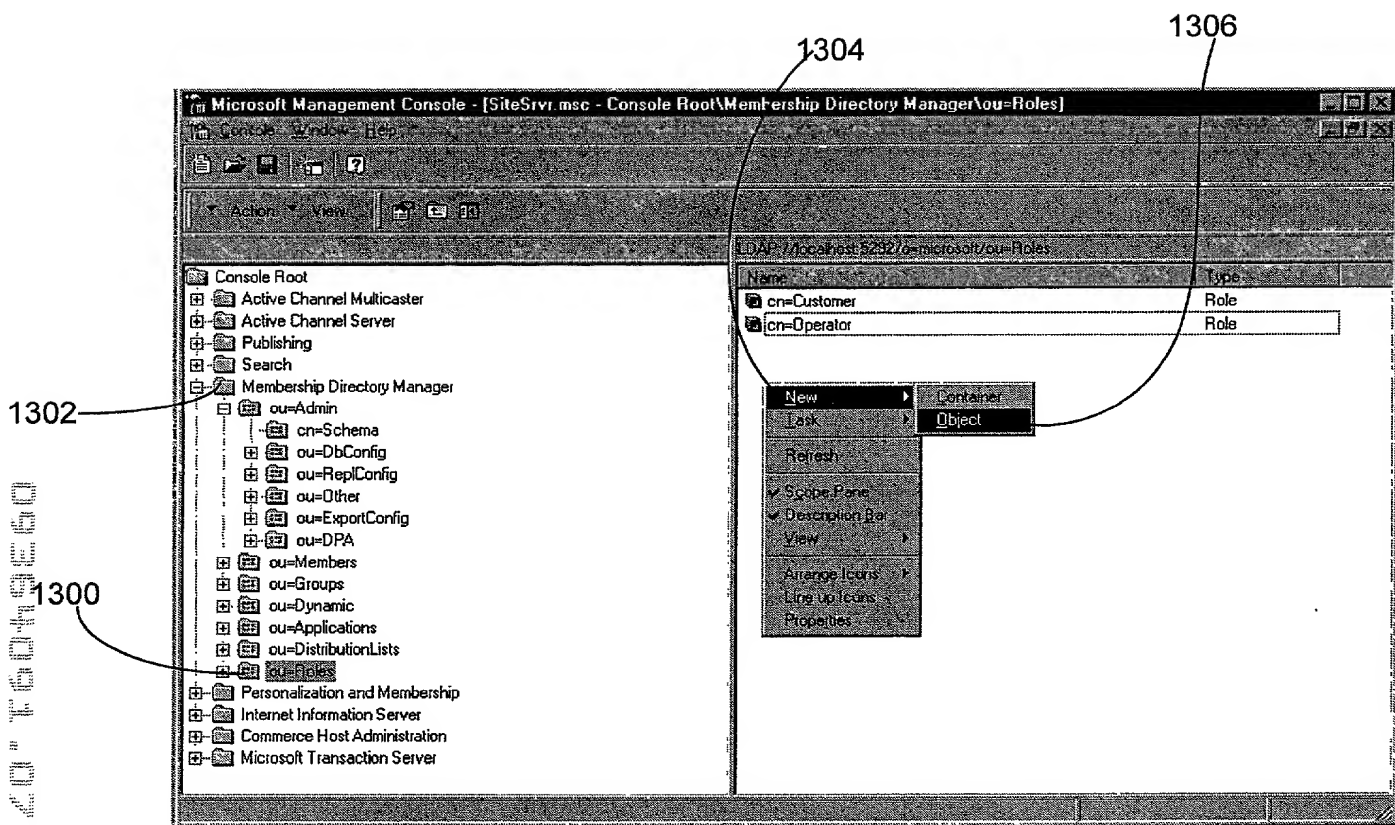 1304
1306
Microsoft Management Console - [SiteSrvr.msc - Console Root\Membership Directory Manager\ou=Roles]
Console Window Help
Action View
LDAP://localhost:5292/o=microsoft/ou=Roles
Console Root
Name Type
Active Channel Multicaster
cn=Customer Role
Active Channel Server
cn=Operator Role
Publishing
Search
Membership Directory Manager
1302
ou=Admin
cn=Schema
ou=DbConfig
ou=ReplConfig
ou=Other
ou=ExportConfig
ou=DPA
ou=Members
ou=Groups
1300
ou=Dynamic
ou=Applications
ou=DistributionLists
ou=Roles
Personalization and Membership
Internet Information Server
Commerce Host Administration
Microsoft Transaction Server
New
Container
Task
Object
Refresh
Scope Pane
Description Bar
View
Arrange Icons
Line up Icons
Properties